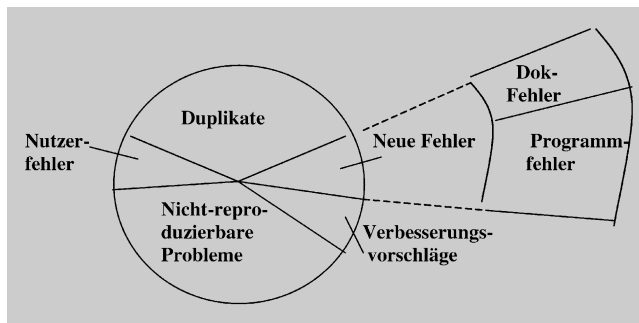 Duplikate
Nutzer-
fehler
Nicht-repro-
duzierbare
Probleme
Neue Fehler
Verbesserungs-
vorschläge
Dok-
Fehler
Programm-
fehler